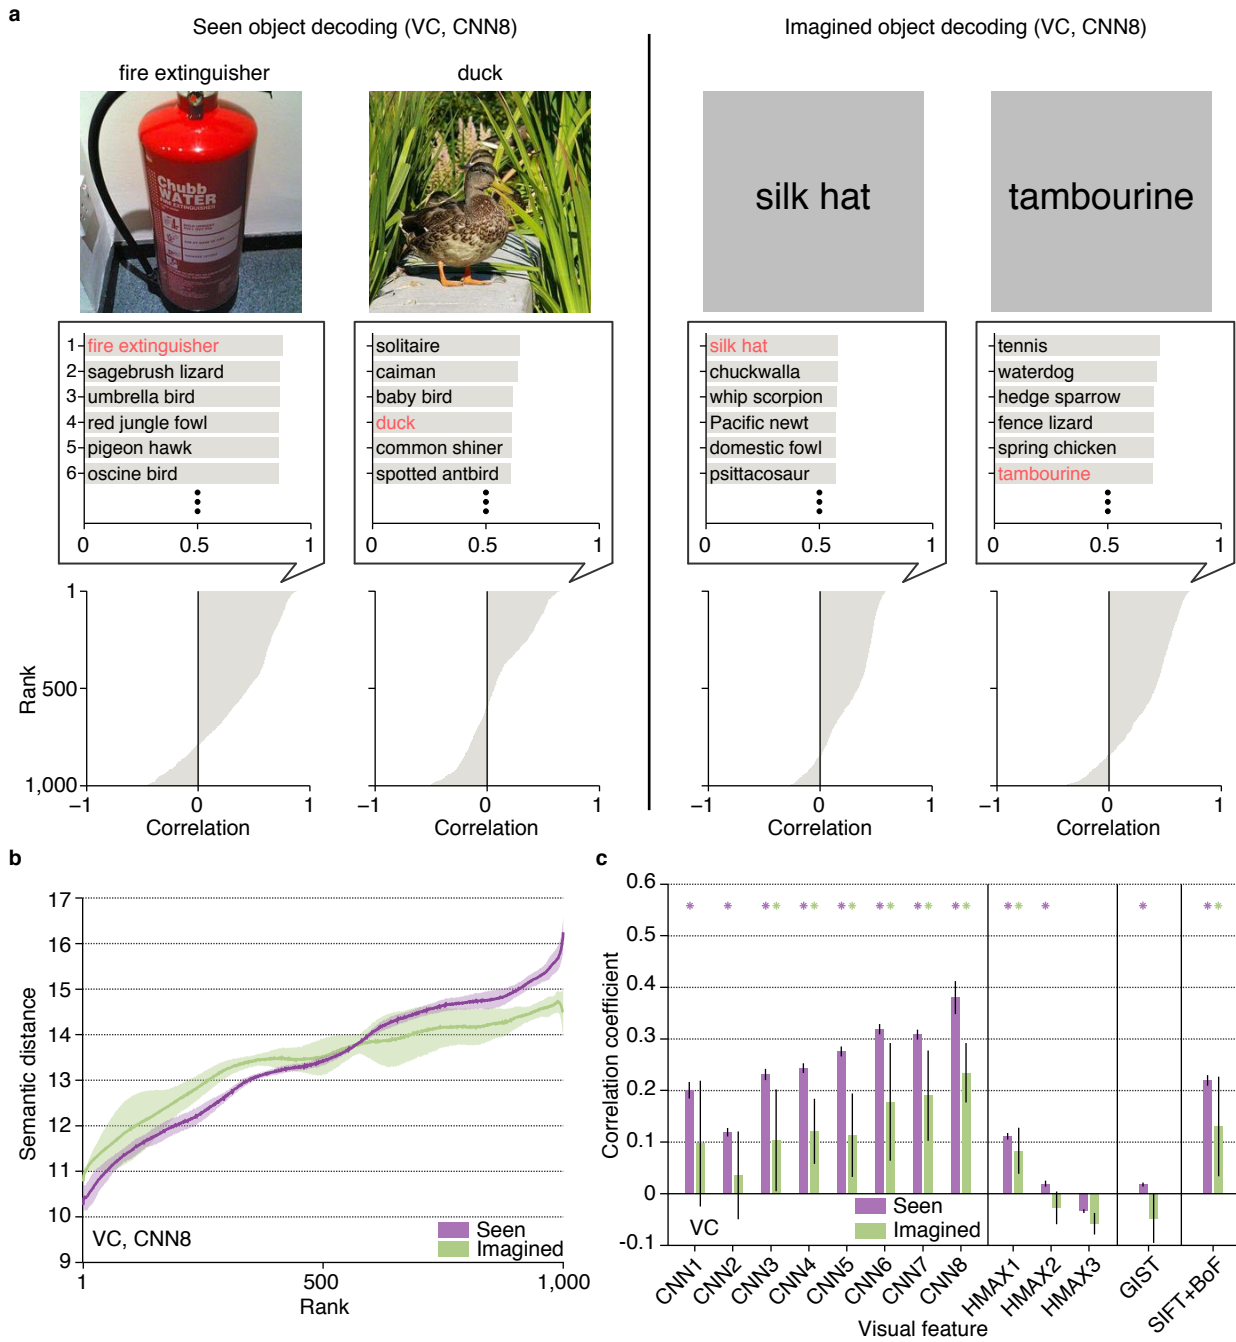 a
Seen object decoding (VC, CNN8)
Imagined object decoding (VC, CNN8)
fire extinguisher
duck
Chubb
WATER
FIRE EXTINGUISHER
silk hat
tambourine
1 fire extinguisher
2 sagebrush lizard
3 umbrella bird
4 red jungle fowl
5 pigeon hawk
6 oscine bird
0 0.5 1
solitaire
caiman
baby bird
duck
common shiner
spotted antbird
0 0.5 1
silk hat
chuckwalla
whip scorpion
Pacific newt
domestic fowl
psittacosaur
0 0.5 1
tennis
waterdog
hedge sparrow
fence lizard
spring chicken
tambourine
0 0.5 1
Rank
1
500
1,000
−1 0 1
Correlation
−1 0 1
Correlation
−1 0 1
Correlation
−1 0 1
Correlation
b
Semantic distance
17
16
15
14
13
12
11
10
9
VC, CNN8
Seen
Imagined
1 500 1,000
Rank
c
Correlation coefficient
0.6
0.5
0.4
0.3
0.2
0.1
0
-0.1
* * * * * * * * * * * * * * * * * * *
VC
Seen
Imagined
CNN1 CNN2 CNN3 CNN4 CNN5 CNN6 CNN7 CNN8 HMAX1 HMAX2 HMAX3 GIST SIFT+BoF
Visual feature